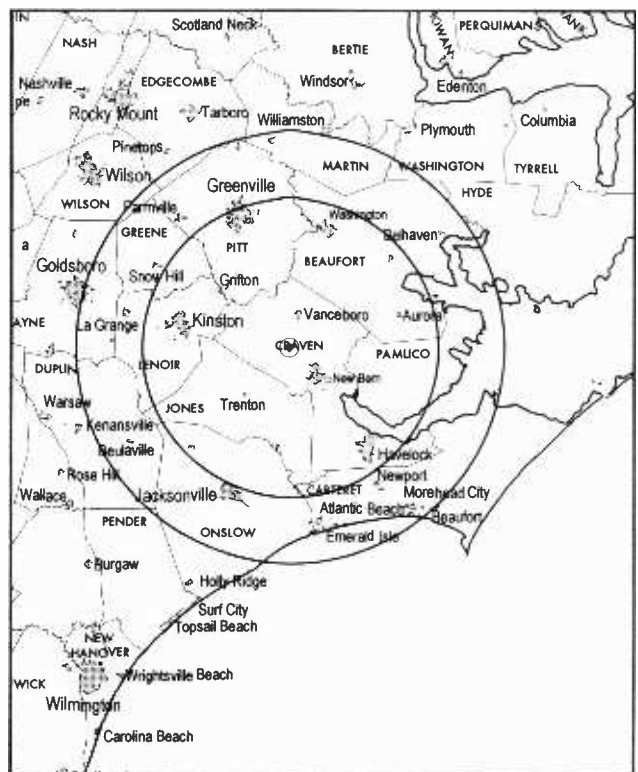 Scotland Neck
PERQUIMANS
NASH
BERTIE
EDGECOMBE
Nashville
Windsor
Edenton
Rocky Mount
Tarboro
Williamston
Columbia
Plymouth
Pinetops
Wilson
MARTIN
WASHINGTON
TYRRELL
Greenville
HYDE
WILSON
Farmville
Washington
GREENE
PITT
Belhaven
BEAUFORT
Goldsboro
Snow Hill
Grifton
Vanceboro
Aurora
La Grange
Kinston
AYNE
CRAVEN
PAMLICO
DUPLIN
LENOIR
New Bern
Trenton
JONES
Warsaw
Kenansville
Beulaville
Havelock
Rose Hill
Newport
Jacksonville
CARTERET
Morehead City
Wallace
Atlantic Beach
Beaufort
PENDER
ONSLOW
Emerald Isle
Burgaw
Holly Ridge
Surf City
Topsail Beach
NEW
HANOVER
Wrightsville Beach
WICK
Wilmington
Carolina Beach